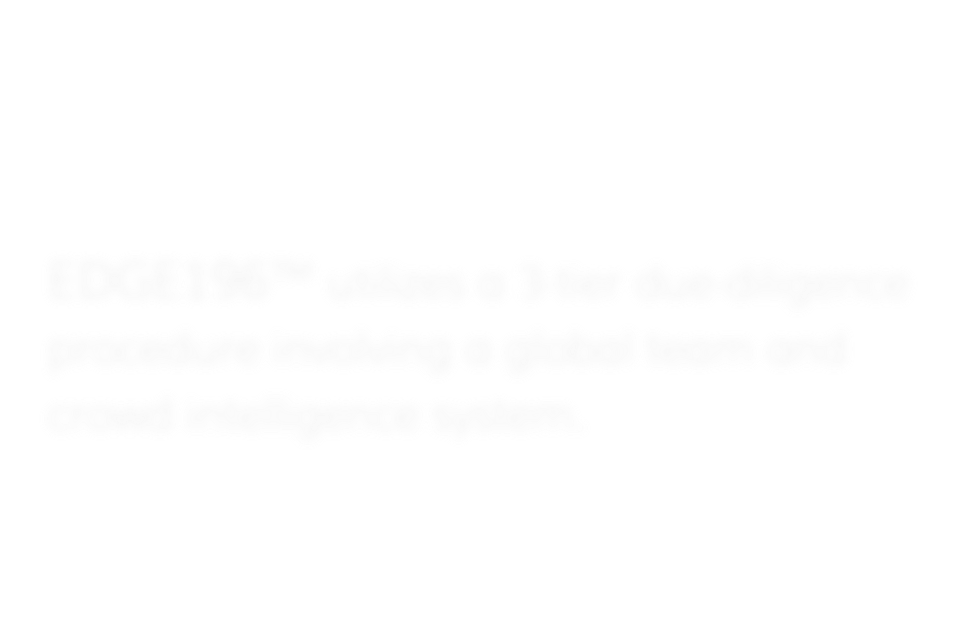 EDGE196™ utilizes a 3 tier due-diligence
procedure involving a global team and
crowd intelligence system.